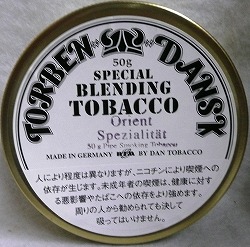 TORBEN DANSK
50g
SPECIAL
BLENDING
TOBACCO
Orient
Spezialität
50 g Pipe Smoking Tobacco
MADE IN GERMANY BY DAN TOBACCO
人により程度は異なりますが、ニコチンにより喫煙への
依存が生じます。未成年者の喫煙は、健康に対す
る悪影響やたばこへの依存をより強めます。
周りの人から勧められても決して
吸ってはいけません。